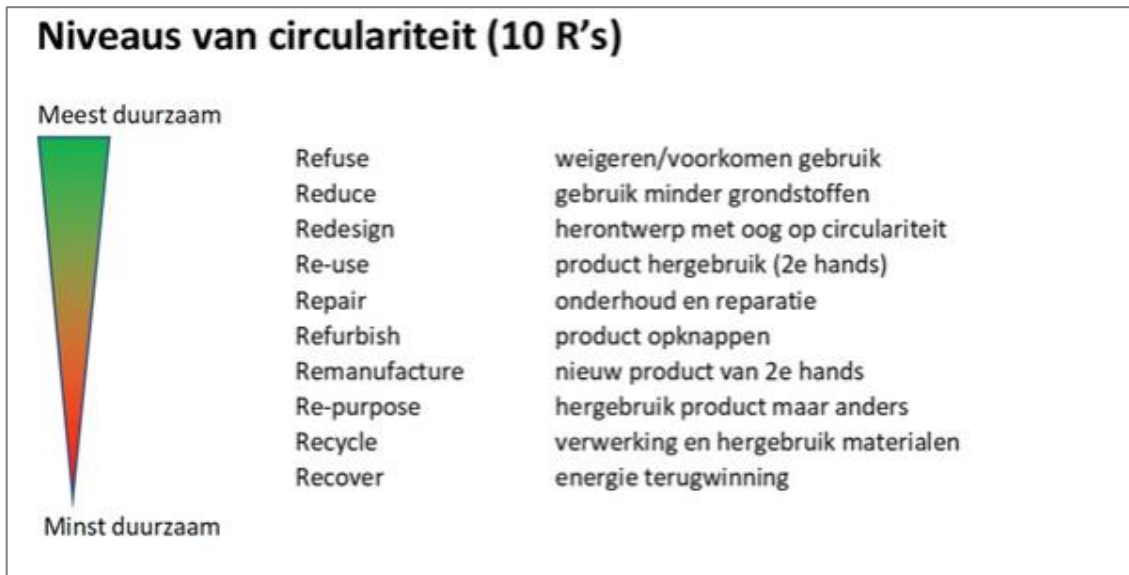 Niveaus van circulariteit (10 R's)
Meest duurzaam
Refuse weigeren/voorkomen gebruik
Reduce gebruik minder grondstoffen
Redesign herontwerp met oog op circulariteit
Re-use product hergebruik (2e hands)
Repair onderhoud en reparatie
Refurbish product opknappen
Remanufacture nieuw product van 2e hands
Re-purpose hergebruik product maar anders
Recycle verwerking en hergebruik materialen
Recover energie terugwinning
Minst duurzaam